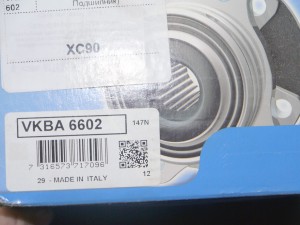 602
Подшипник)
XC90
VKBA 6602
147N
7 316573 717096
29 - MADE IN ITALY
12